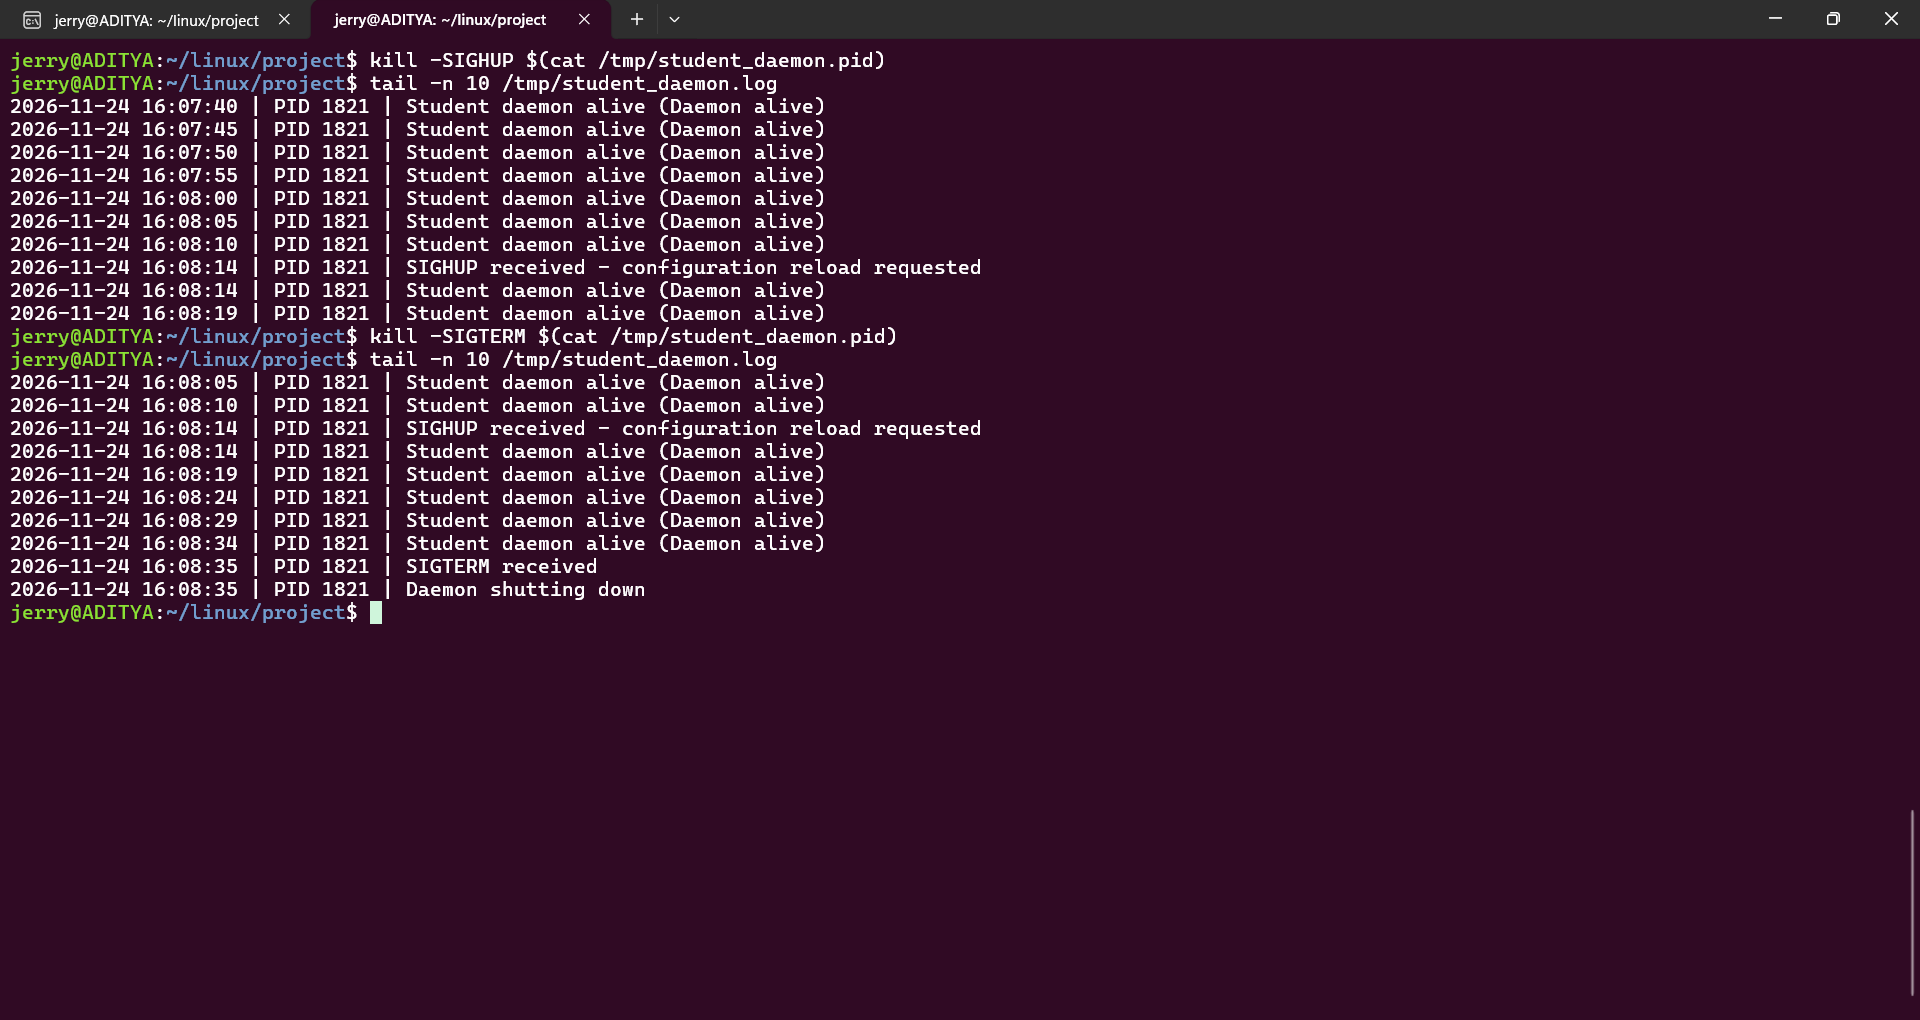 jerry@ADITYA: ~/linux/project
jerry@ADITYA: ~/linux/project
jerry@ADITYA:~/linux/project$ kill -SIGHUP $(cat /tmp/student_daemon.pid)
jerry@ADITYA:~/linux/project$ tail -n 10 /tmp/student_daemon.log
2026-11-24 16:07:40 | PID 1821 | Student daemon alive (Daemon alive)
2026-11-24 16:07:45 | PID 1821 | Student daemon alive (Daemon alive)
2026-11-24 16:07:50 | PID 1821 | Student daemon alive (Daemon alive)
2026-11-24 16:07:55 | PID 1821 | Student daemon alive (Daemon alive)
2026-11-24 16:08:00 | PID 1821 | Student daemon alive (Daemon alive)
2026-11-24 16:08:05 | PID 1821 | Student daemon alive (Daemon alive)
2026-11-24 16:08:10 | PID 1821 | Student daemon alive (Daemon alive)
2026-11-24 16:08:14 | PID 1821 | SIGHUP received - configuration reload requested
2026-11-24 16:08:14 | PID 1821 | Student daemon alive (Daemon alive)
2026-11-24 16:08:19 | PID 1821 | Student daemon alive (Daemon alive)
jerry@ADITYA:~/linux/project$ kill -SIGTERM $(cat /tmp/student_daemon.pid)
jerry@ADITYA:~/linux/project$ tail -n 10 /tmp/student_daemon.log
2026-11-24 16:08:05 | PID 1821 | Student daemon alive (Daemon alive)
2026-11-24 16:08:10 | PID 1821 | Student daemon alive (Daemon alive)
2026-11-24 16:08:14 | PID 1821 | SIGHUP received - configuration reload requested
2026-11-24 16:08:14 | PID 1821 | Student daemon alive (Daemon alive)
2026-11-24 16:08:19 | PID 1821 | Student daemon alive (Daemon alive)
2026-11-24 16:08:24 | PID 1821 | Student daemon alive (Daemon alive)
2026-11-24 16:08:29 | PID 1821 | Student daemon alive (Daemon alive)
2026-11-24 16:08:34 | PID 1821 | Student daemon alive (Daemon alive)
2026-11-24 16:08:35 | PID 1821 | SIGTERM received
2026-11-24 16:08:35 | PID 1821 | Daemon shutting down
jerry@ADITYA:~/linux/project$